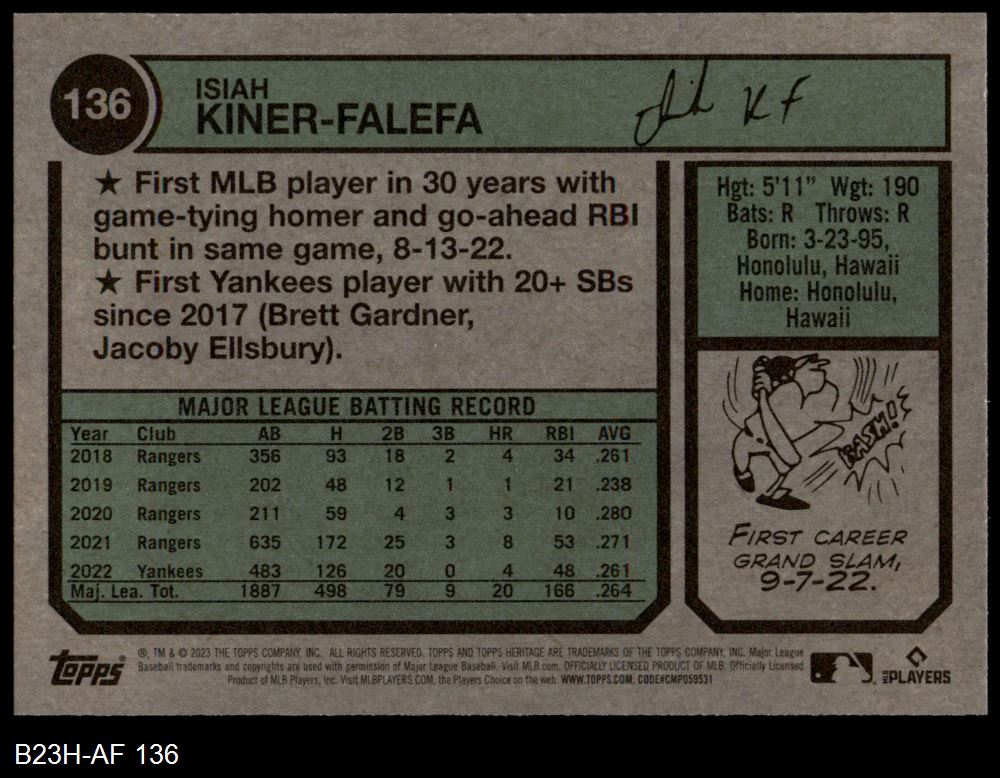 136
ISIAH
KINER-FALEFA
Isiah KF
★ First MLB player in 30 years with
game-tying homer and go-ahead RBI
bunt in same game, 8-13-22.
★ First Yankees player with 20+ SBs
since 2017 (Brett Gardner,
Jacoby Ellsbury).
Hgt: 5'11" Wgt: 190
Bats: R Throws: R
Born: 3-23-95,
Honolulu, Hawaii
Home: Honolulu,
Hawaii
MAJOR LEAGUE BATTING RECORD
Year Club AB H 2B 3B HR RBI AVG
2018 Rangers 356 93 18 2 4 34 .261
2019 Rangers 202 48 12 1 1 21 .238
2020 Rangers 211 59 4 3 3 10 .280
2021 Rangers 635 172 25 3 8 53 .271
2022 Yankees 483 126 20 0 4 48 .261
Maj. Lea. Tot. 1887 498 79 9 20 166 .264
BASM!
FIRST CAREER
GRAND SLAM,
9-7-22.
TOPPS
®, TM & © 2023 THE TOPPS COMPANY, INC. ALL RIGHTS RESERVED. TOPPS AND TOPPS HERITAGE ARE TRADEMARKS OF THE TOPPS COMPANY, INC. Major League
Baseball trademarks and copyrights are used with permission of Major League Baseball. Visit MLB.com. OFFICIALLY LICENSED PRODUCT OF MLB. Officially Licensed
Product of MLB Players, Inc. Visit MLBPLAYERS.COM, the Players Choice on the web. WWW.TOPPS.COM, CODE#CMP059531
MLB PLAYERS
B23H-AF 136